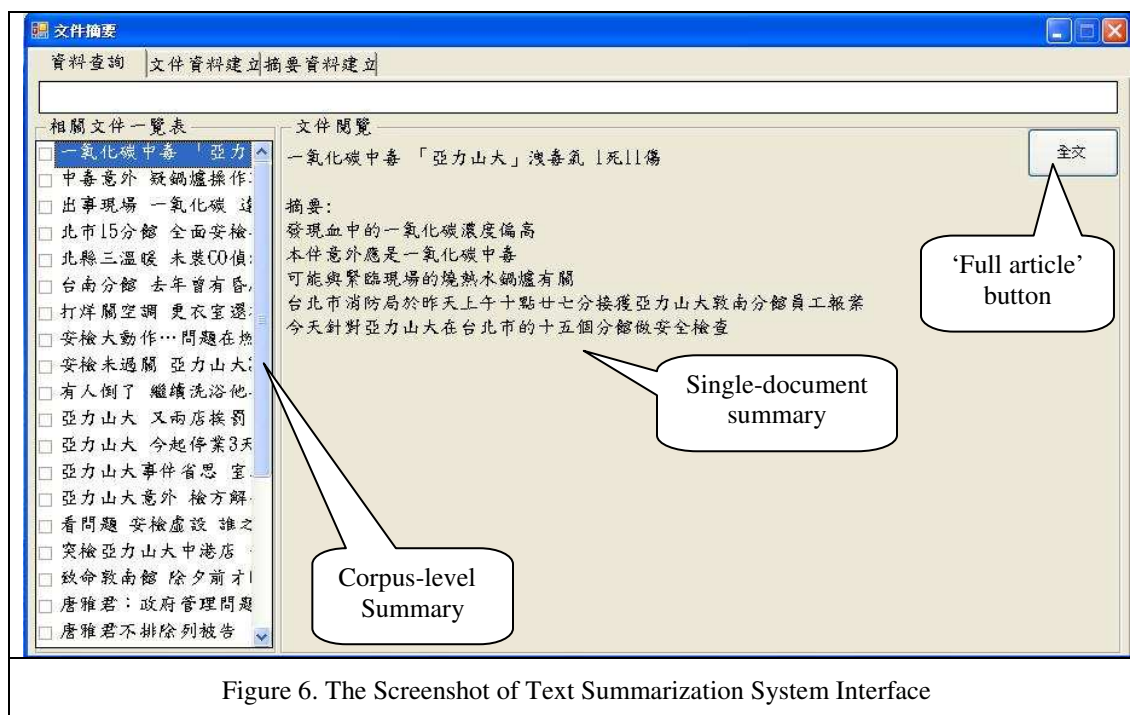 文件摘要
資料查詢 文件資料建立 摘要資料建立
相關文件一覽表
一氧化碳中毒 「亞力
中毒意外 疑鍋爐操作
出事現場 一氧化碳
北市15分館 全面安檢
北縣三溫暖 未裝CO偵
台南分館 去年曾有昏
打烊關空調 更衣室還
安檢大動作…問題在燃
安檢未過關 亞力山大
有人倒了 繼續洗浴他
亞力山大 又兩店挨罰
亞力山大 今起停業3天
亞力山大事件省思 室
亞力山大意外 檢方解
看問題 安檢虛設 誰之
突檢亞力山大中港店
致命敦南館 除夕前才
唐雅君：政府管理問題
唐雅君不排除列被告
文件閱覽
一氧化碳中毒 「亞力山大」洩毒氣 1死11傷
摘要:
發現血中的一氧化碳濃度偏高
本件意外應是一氧化碳中毒
可能與緊臨現場的燒熱水鍋爐有關
台北市消防局於昨天上午十點廿七分接獲亞力山大敦南分館員工報案
今天針對亞力山大在台北市的十五個分館做安全檢查
全文
‘Full article’
button
Single-document
summary
Corpus-level
Summary
Figure 6. The Screenshot of Text Summarization System Interface